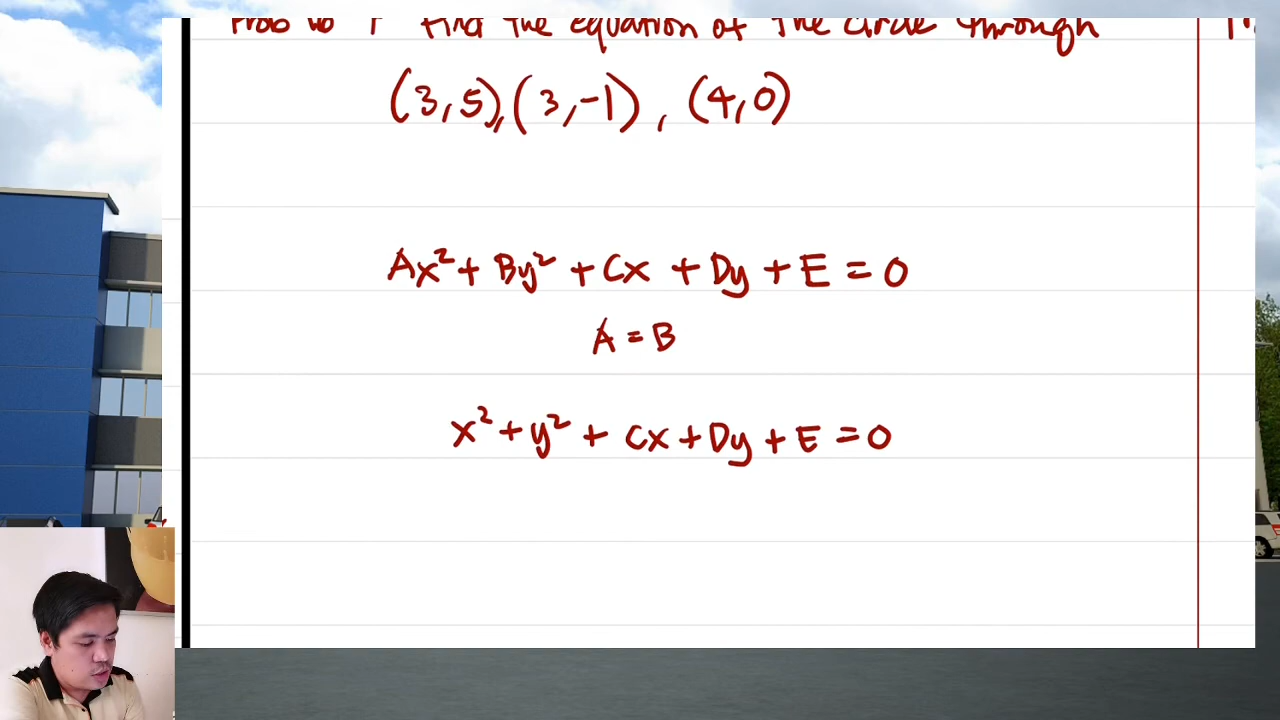 Find the equation of the circle through
(3,5),(3,-1), (4,0)
Ax²+ By² + Cx + Dy + E = 0
A = B
x² + y² + Cx + Dy + E = 0